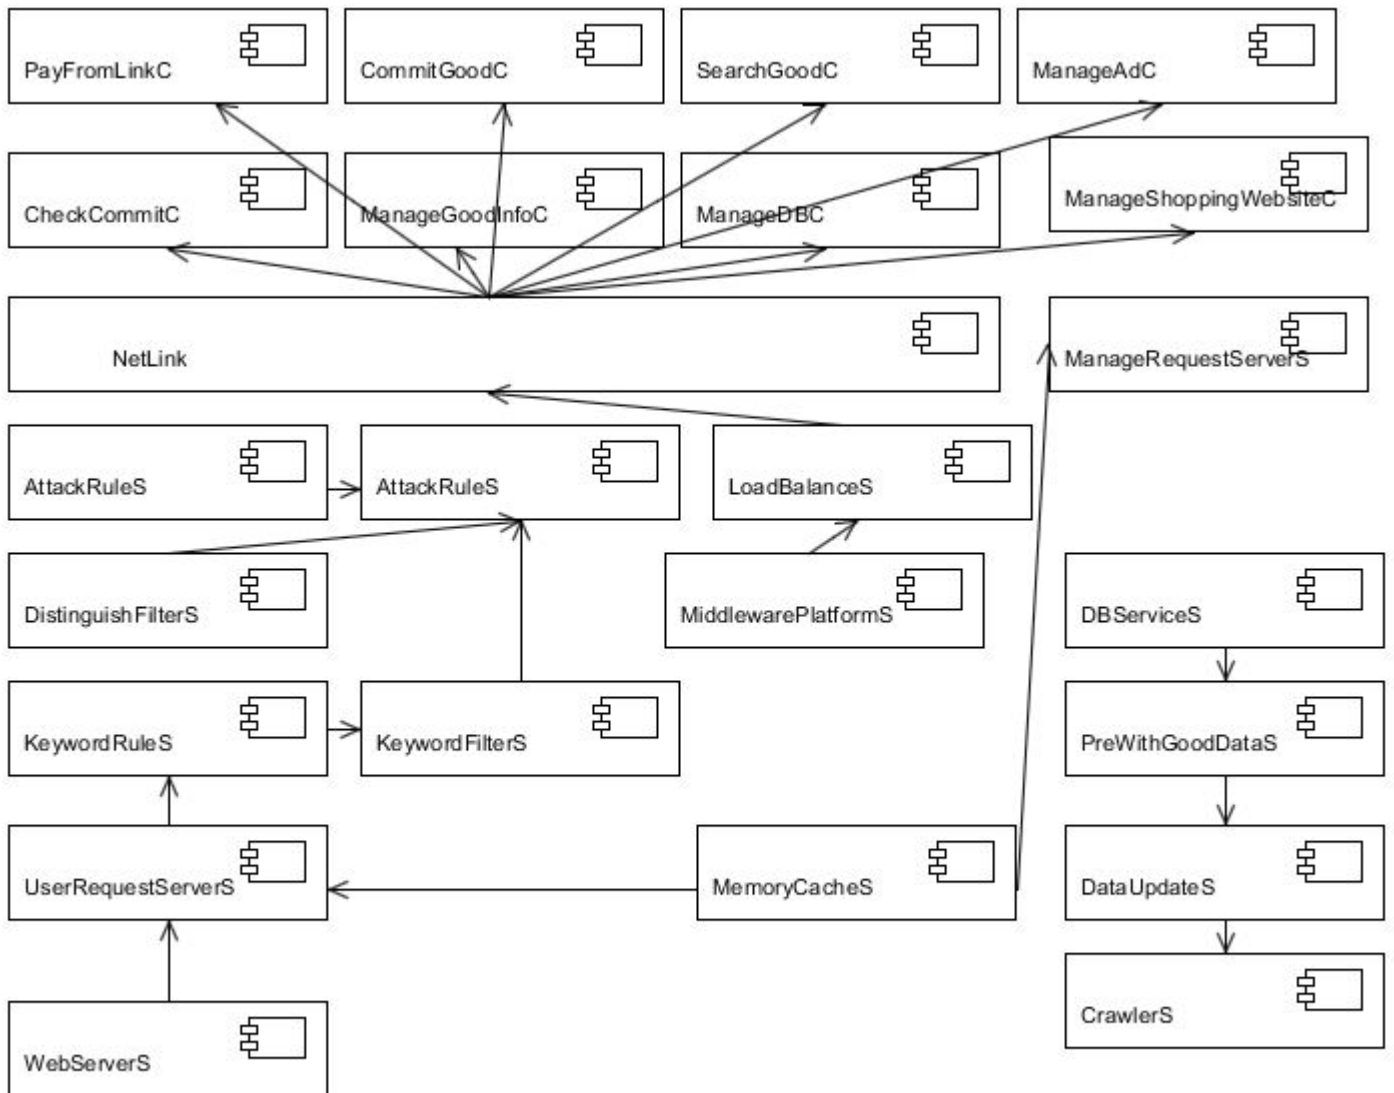 PayFromLinkC
CommitGoodC
SearchGoodC
ManageAdC
CheckCommitC
ManageGoodInfoC
ManageDBC
ManageShoppingWebsiteC
NetLink
ManageRequestServerS
AttackRuleS
AttackRuleS
LoadBalanceS
DistinguishFilterS
MiddlewarePlatformS
DBServiceS
KeywordRuleS
KeywordFilterS
PreWithGoodDataS
UserRequestServerS
MemoryCacheS
DataUpdateS
CrawlerS
WebServerS